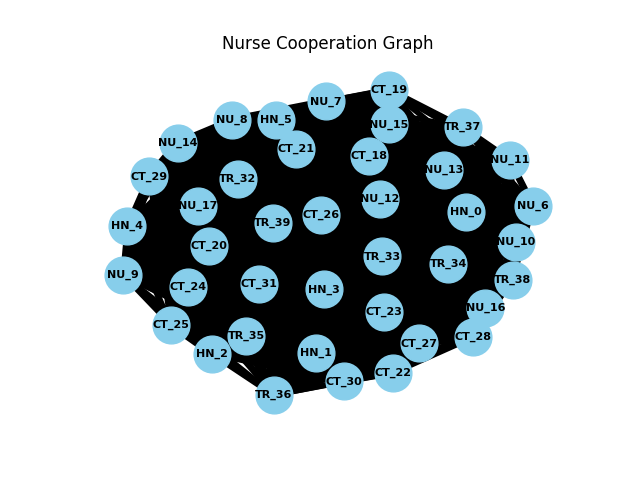 Nurse Cooperation Graph
CT_19
NU_7
HN_5
NU_8
NU_15
TR_37
NU_14
CT_21
CT_18
NU_11
NU_13
CT_29
TR_32
NU_12
NU_17
NU_6
HN_0
CT_26
TR_39
HN_4
NU_10
CT_20
TR_33
TR_34
NU_9
TR_38
CT_31
CT_24
HN_3
NU_16
CT_23
CT_25
TR_35
CT_28
CT_27
HN_1
HN_2
CT_22
CT_30
TR_36